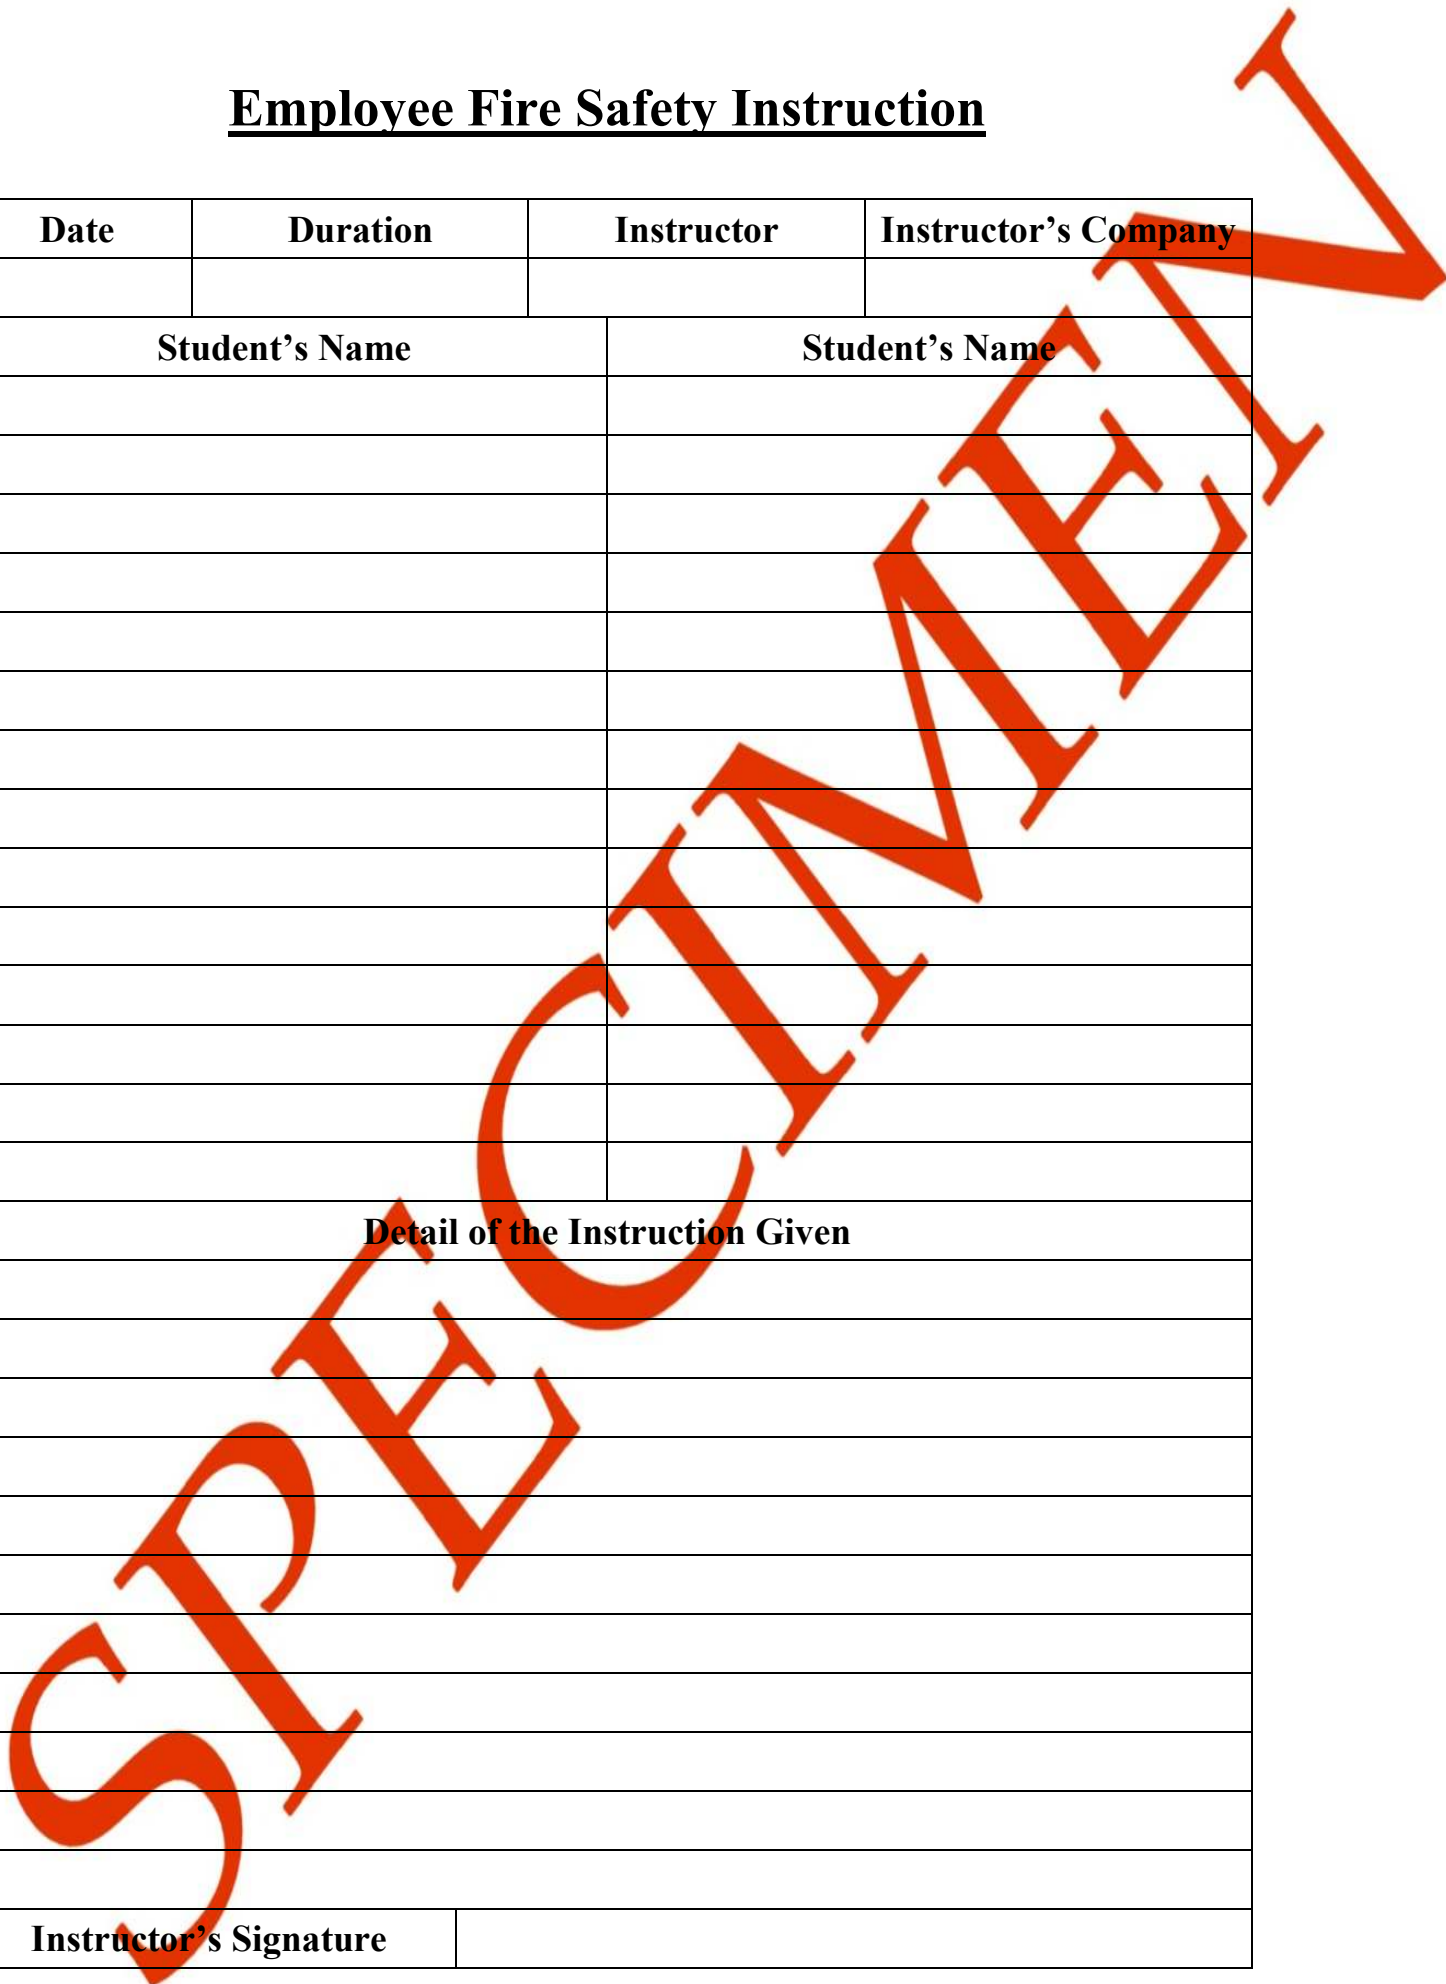 Employee Fire Safety Instruction
Date Duration Instructor Instructor’s Company
Student’s Name Student’s Name
Detail of the Instruction Given
Instructor’s Signature
SPECIMEN